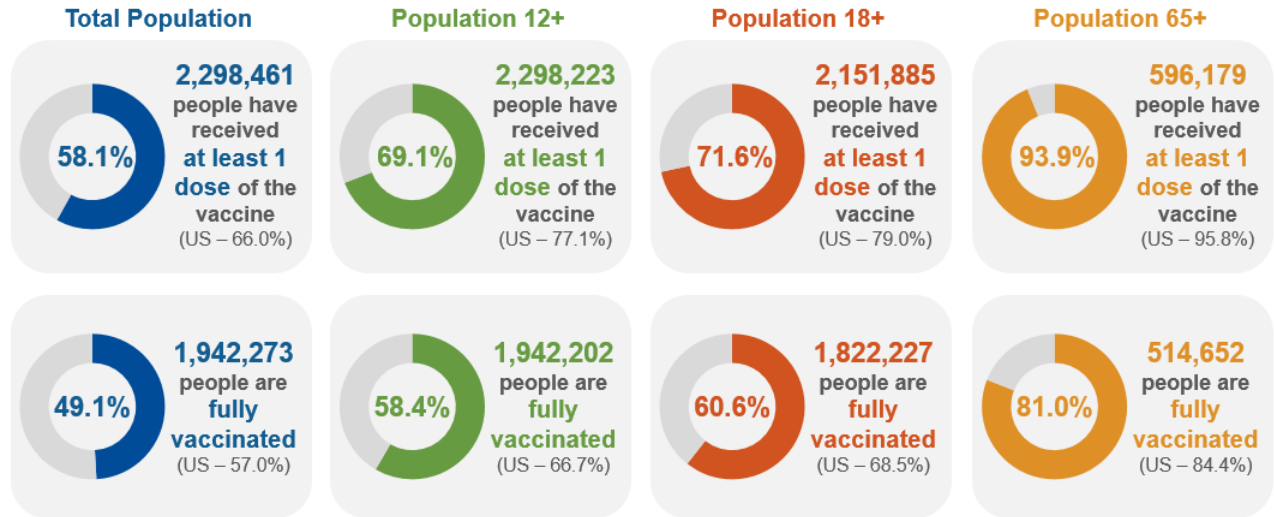 Total Population
58.1%
2,298,461
people have
received
at least 1
dose of the
vaccine
(US – 66.0%)
49.1%
1,942,273
people are
fully
vaccinated
(US – 57.0%)
Population 12+
69.1%
2,298,223
people have
received
at least 1
dose of the
vaccine
(US – 77.1%)
58.4%
1,942,202
people are
fully
vaccinated
(US – 66.7%)
Population 18+
71.6%
2,151,885
people have
received
at least 1
dose of the
vaccine
(US – 79.0%)
60.6%
1,822,227
people are
fully
vaccinated
(US – 68.5%)
Population 65+
93.9%
596,179
people have
received
at least 1
dose of the
vaccine
(US – 95.8%)
81.0%
514,652
people are
fully
vaccinated
(US – 84.4%)